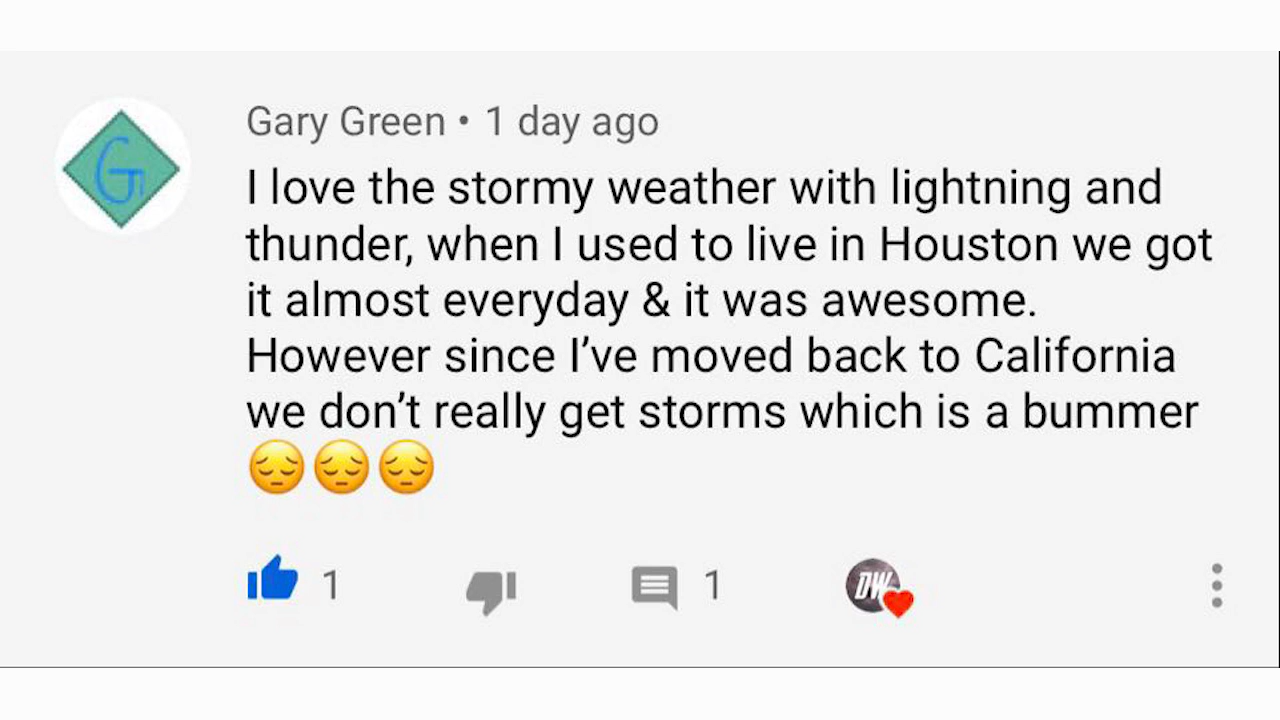 G
Gary Green • 1 day ago
I love the stormy weather with lightning and
thunder, when I used to live in Houston we got
it almost everyday & it was awesome.
However since I’ve moved back to California
we don’t really get storms which is a bummer
😔😔😔
1
1
DW